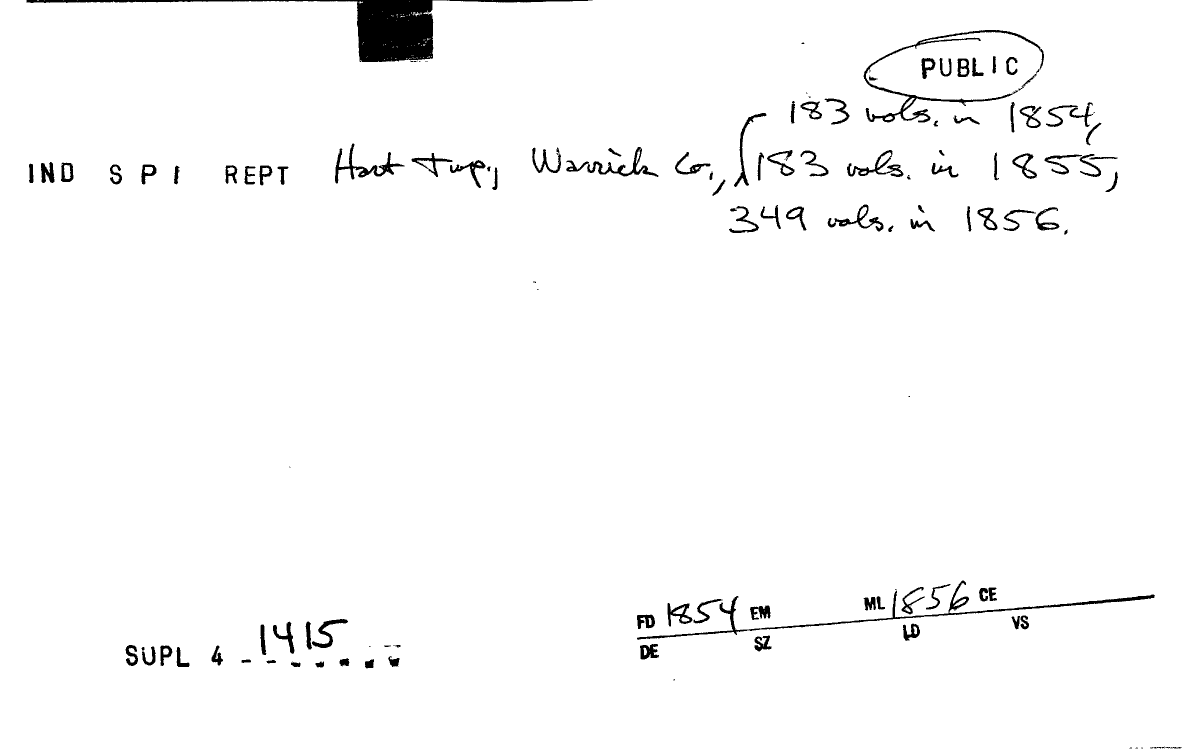 PUBLIC
183 vols. in 1854,
IND S P I REPT Hart Twp., Warrick Co., 183 vols. in 1855,
349 vols. in 1856.
FD 1854 EM ML 1856 CE
DE SZ LD VS
SUPL 4 1415